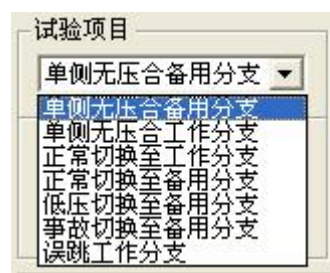 试验项目
单侧无压合备用分支
单侧无压合备用分支
单侧无压合工作分支
正常切换至工作分支
正常切换至备用分支
低压切换至备用分支
事故切换至备用分支
误跳工作分支